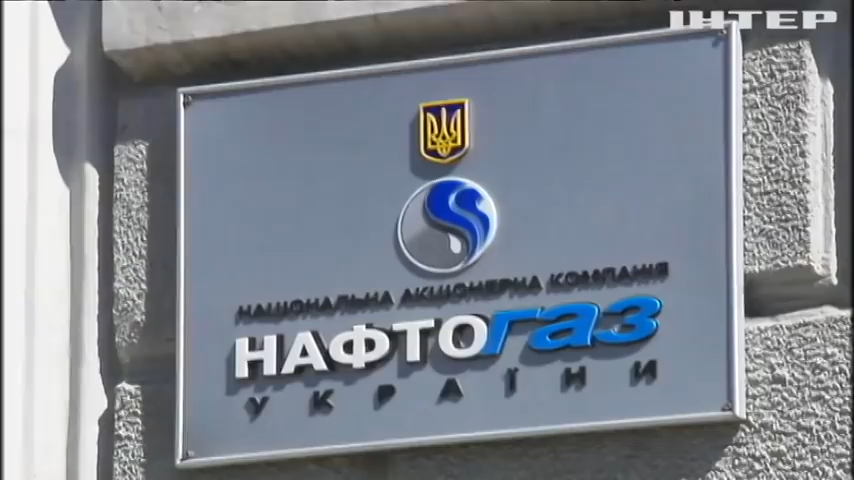 ІНТЕР
НАЦІОНАЛЬНА АКЦІОНЕРНА КОМПАНІЯ
НАФТОГАЗ
УКРАЇНИ